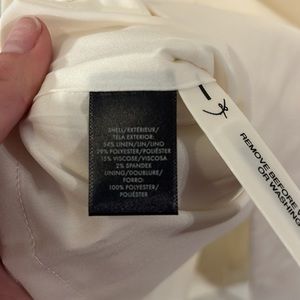 SHELL/EXTÉRIEUR/
TELA EXTERIOR:
54% LINEN/LIN/LINO
29% POLYESTER/POLIÉSTER
15% VISCOSE/VISCOSA
2% SPANDEX
LINING/DOUBLURE/
FORRO:
100% POLYESTER/
POLIÉSTER
REMOVE BEFORE
OR WASHING